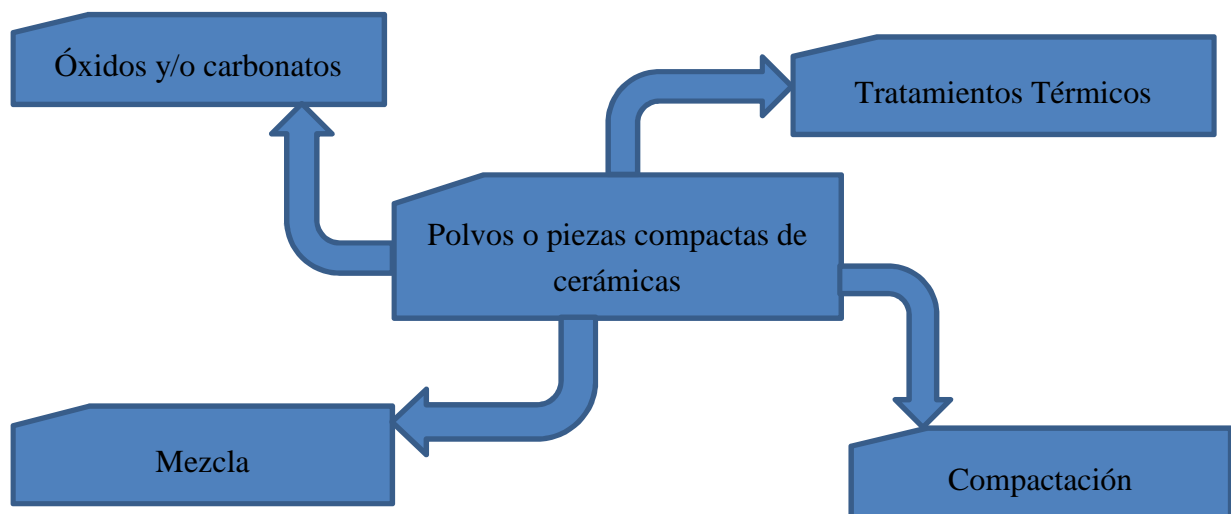 Óxidos y/o carbonatos
Tratamientos Térmicos
Polvos o piezas compactas de
cerámicas
Mezcla
Compactación